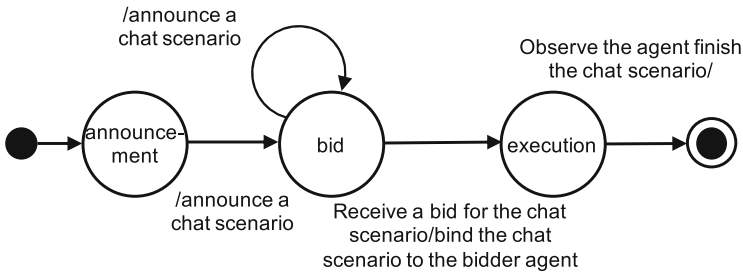 /announce a
chat scenario
Observe the agent finish
the chat scenario/
announce-
ment
bid
execution
/announce a
chat scenario
Receive a bid for the chat
scenario/bind the chat
scenario to the bidder agent